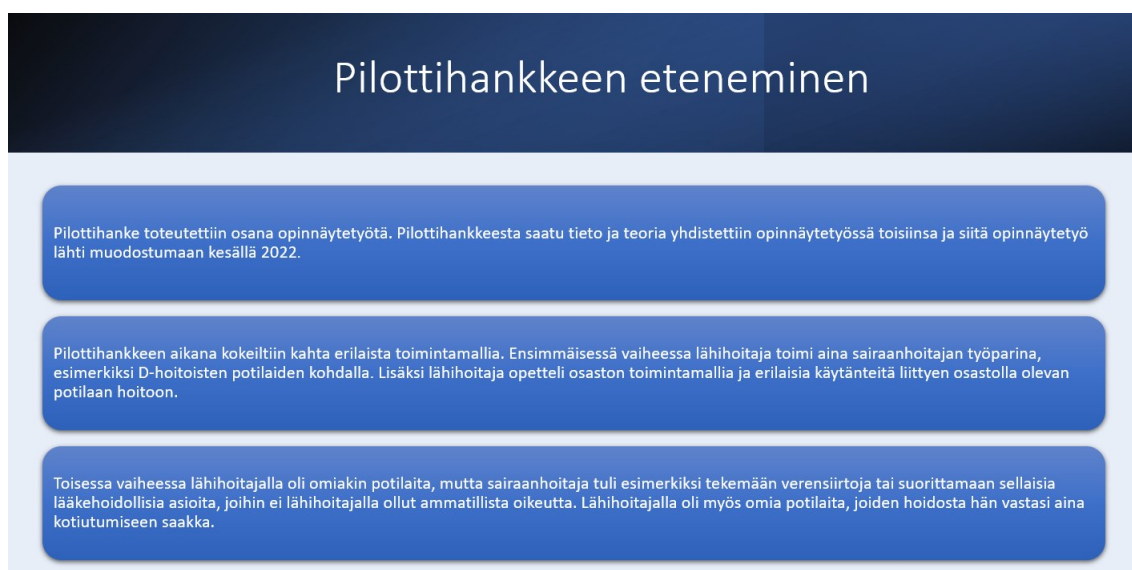 Pilottihankkeen eteneminen
Pilottihanke toteutettiin osana opinnäytetyötä. Pilottihankkeesta saatu tieto ja teoria yhdistettiin opinnäytetyössä toisiinsa ja siitä opinnäytetyö
lähti muodostumaan kesällä 2022.
Pilottihankkeen aikana kokeiltiin kahta erilaista toimintamallia. Ensimmäisessä vaiheessa lähihoitaja toimi aina sairaanhoitajan työparina,
esimerkiksi D-hoitoisten potilaiden kohdalla. Lisäksi lähihoitaja opetteli osaston toimintamallia ja erilaisia käytänteitä liittyen osastolla olevan
potilaan hoitoon.
Toisessa vaiheessa lähihoitajalla oli omiakin potilaita, mutta sairaanhoitaja tuli esimerkiksi tekemään verensiirtoja tai suorittamaan sellaisia
lääkehoidollisia asioita, joihin ei lähihoitajalla ollut ammatillista oikeutta. Lähihoitajalla oli myös omia potilaita, joiden hoidosta hän vastasi aina
kotiutumiseen saakka.